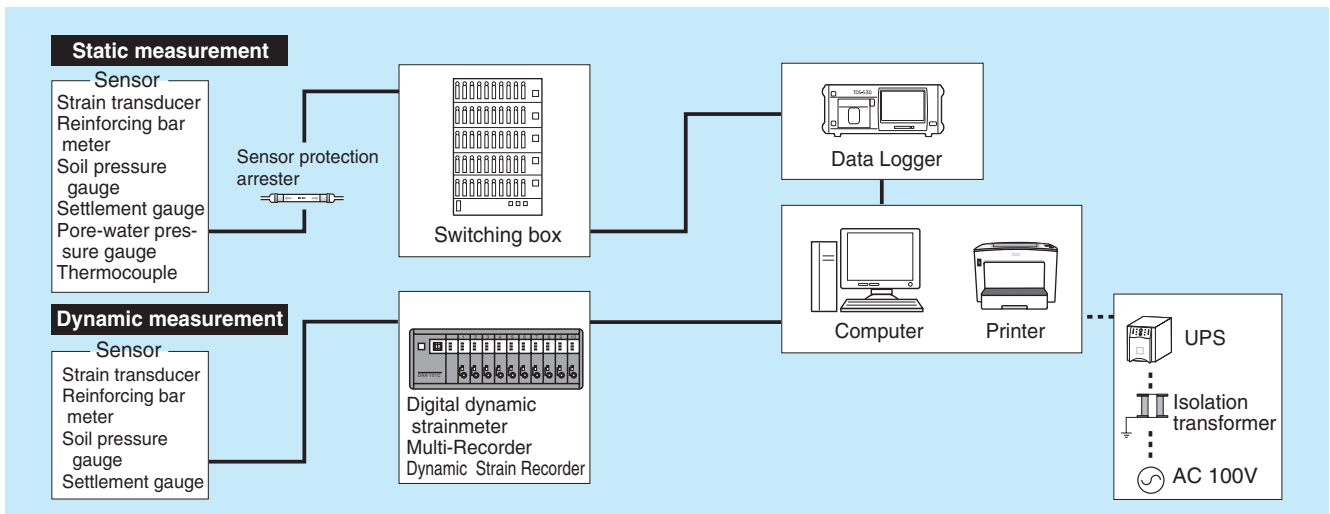 Static measurement
Sensor
Strain transducer
Reinforcing bar
meter
Soil pressure
gauge
Settlement gauge
Pore-water pres-
sure gauge
Thermocouple
Sensor protection
arrester
Switching box
TDS-530
Data Logger
Computer
Printer
UPS
Isolation
transformer
AC 100V
Dynamic measurement
Sensor
Strain transducer
Reinforcing bar
meter
Soil pressure
gauge
Settlement gauge
Digital dynamic
strainmeter
Multi-Recorder
Dynamic Strain Recorder